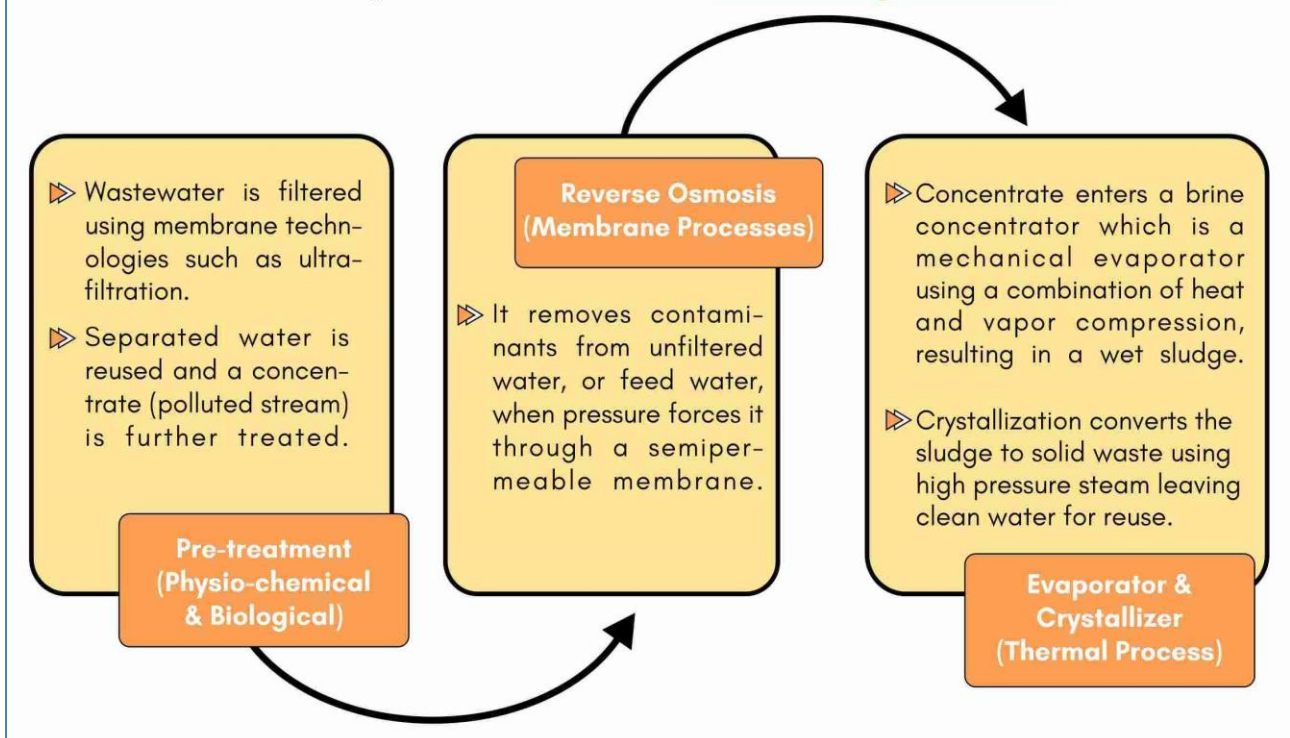 Wastewater is filtered
using membrane techn-
ologies such as ultra-
filtration.
Separated water is
reused and a concen-
trate (polluted stream)
is further treated.
Pre-treatment
(Physio-chemical
& Biological)
Reverse Osmosis
(Membrane Processes)
It removes contami-
nants from unfiltered
water, or feed water,
when pressure forces it
through a semiper-
meable membrane.
Concentrate enters a brine
concentrator which is a
mechanical evaporator
using a combination of heat
and vapor compression,
resulting in a wet sludge.
Crystallization converts the
sludge to solid waste using
high pressure steam leaving
clean water for reuse.
Evaporator &
Crystallizer
(Thermal Process)